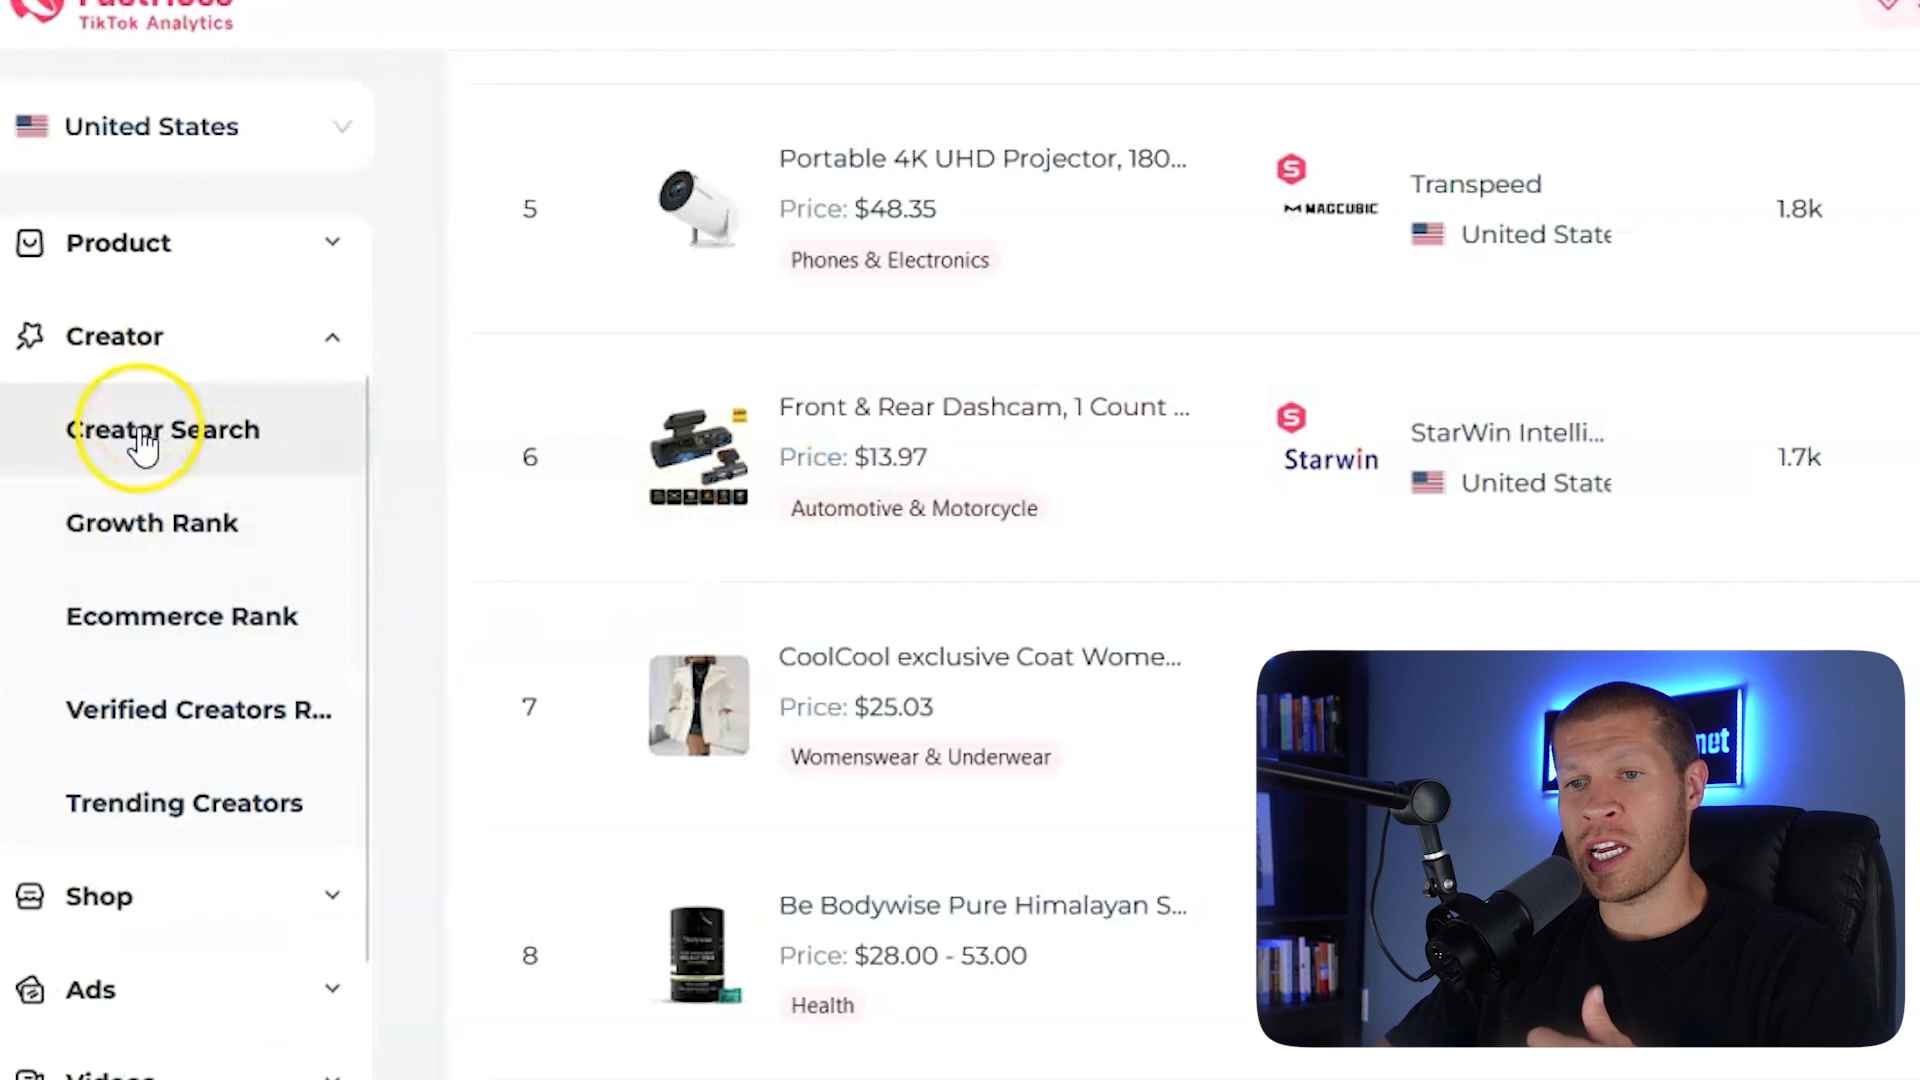 TikTok Analytics
United States
Product
Creator
Creator Search
Growth Rank
Ecommerce Rank
Verified Creators R...
Trending Creators
Shop
Ads
5
Portable 4K UHD Projector, 180...
Price: $48.35
Phones & Electronics
MAGCUBIC
Transpeed
United State
1.8k
6
Front & Rear Dashcam, 1 Count ...
Price: $13.97
Automotive & Motorcycle
Starwin
StarWin Intelli...
United State
1.7k
7
CoolCool exclusive Coat Wome...
Price: $25.03
Womenswear & Underwear
8
Be Bodywise Pure Himalayan S...
Price: $28.00 - 53.00
Health
net